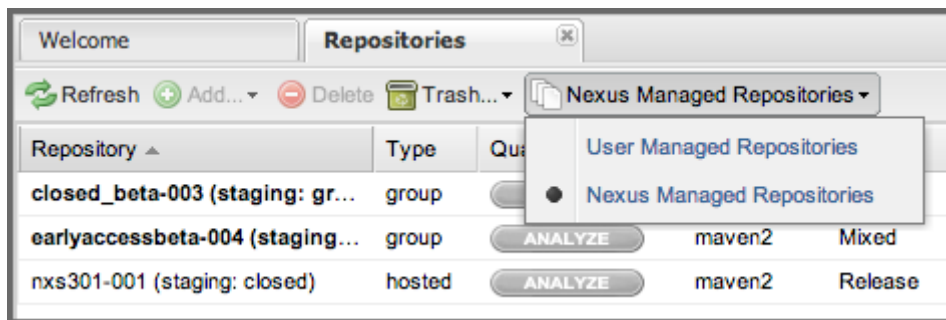 Welcome Repositories
Refresh Add... Delete Trash... Nexus Managed Repositories
Repository Type
User Managed Repositories
closed_beta-003 (staging: gr... group
Nexus Managed Repositories
earlyaccessbeta-004 (staging... group ANALYZE maven2 Mixed
nxs301-001 (staging: closed) hosted ANALYZE maven2 Release